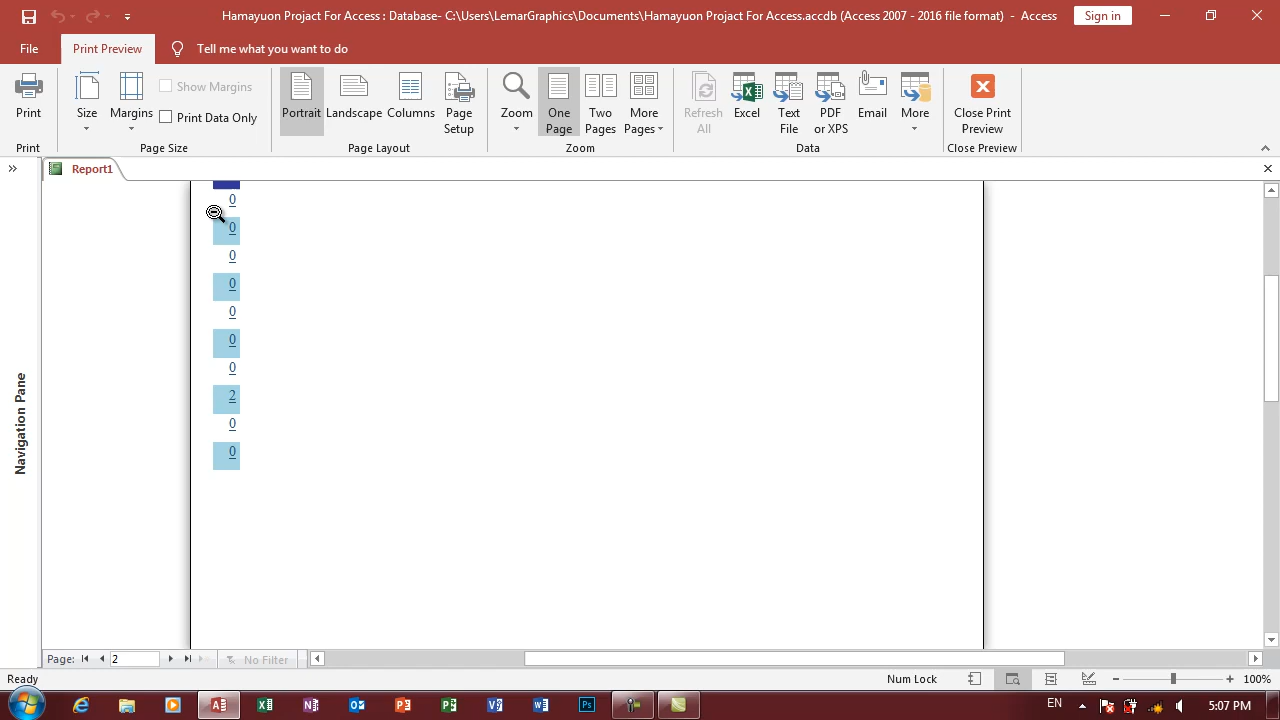 Hamayuon Projact For Access : Database- C:\Users\LemarGraphics\Documents\Hamayuon Projact For Access.accdb (Access 2007 - 2016 file format) - Access
Sign in
File
Print Preview
Tell me what you want to do
Print
Size
Margins
Show Margins
Print Data Only
Portrait
Landscape
Columns
Page Setup
Zoom
One Page
Two Pages
More Pages
Refresh All
Excel
Text File
PDF or XPS
Email
More
Close Print Preview
Print
Page Size
Page Layout
Zoom
Data
Close Preview
Report1
Navigation Pane
0
0
0
0
0
0
0
2
0
0
Page: 2
No Filter
Ready
Num Lock
100%
EN
5:07 PM